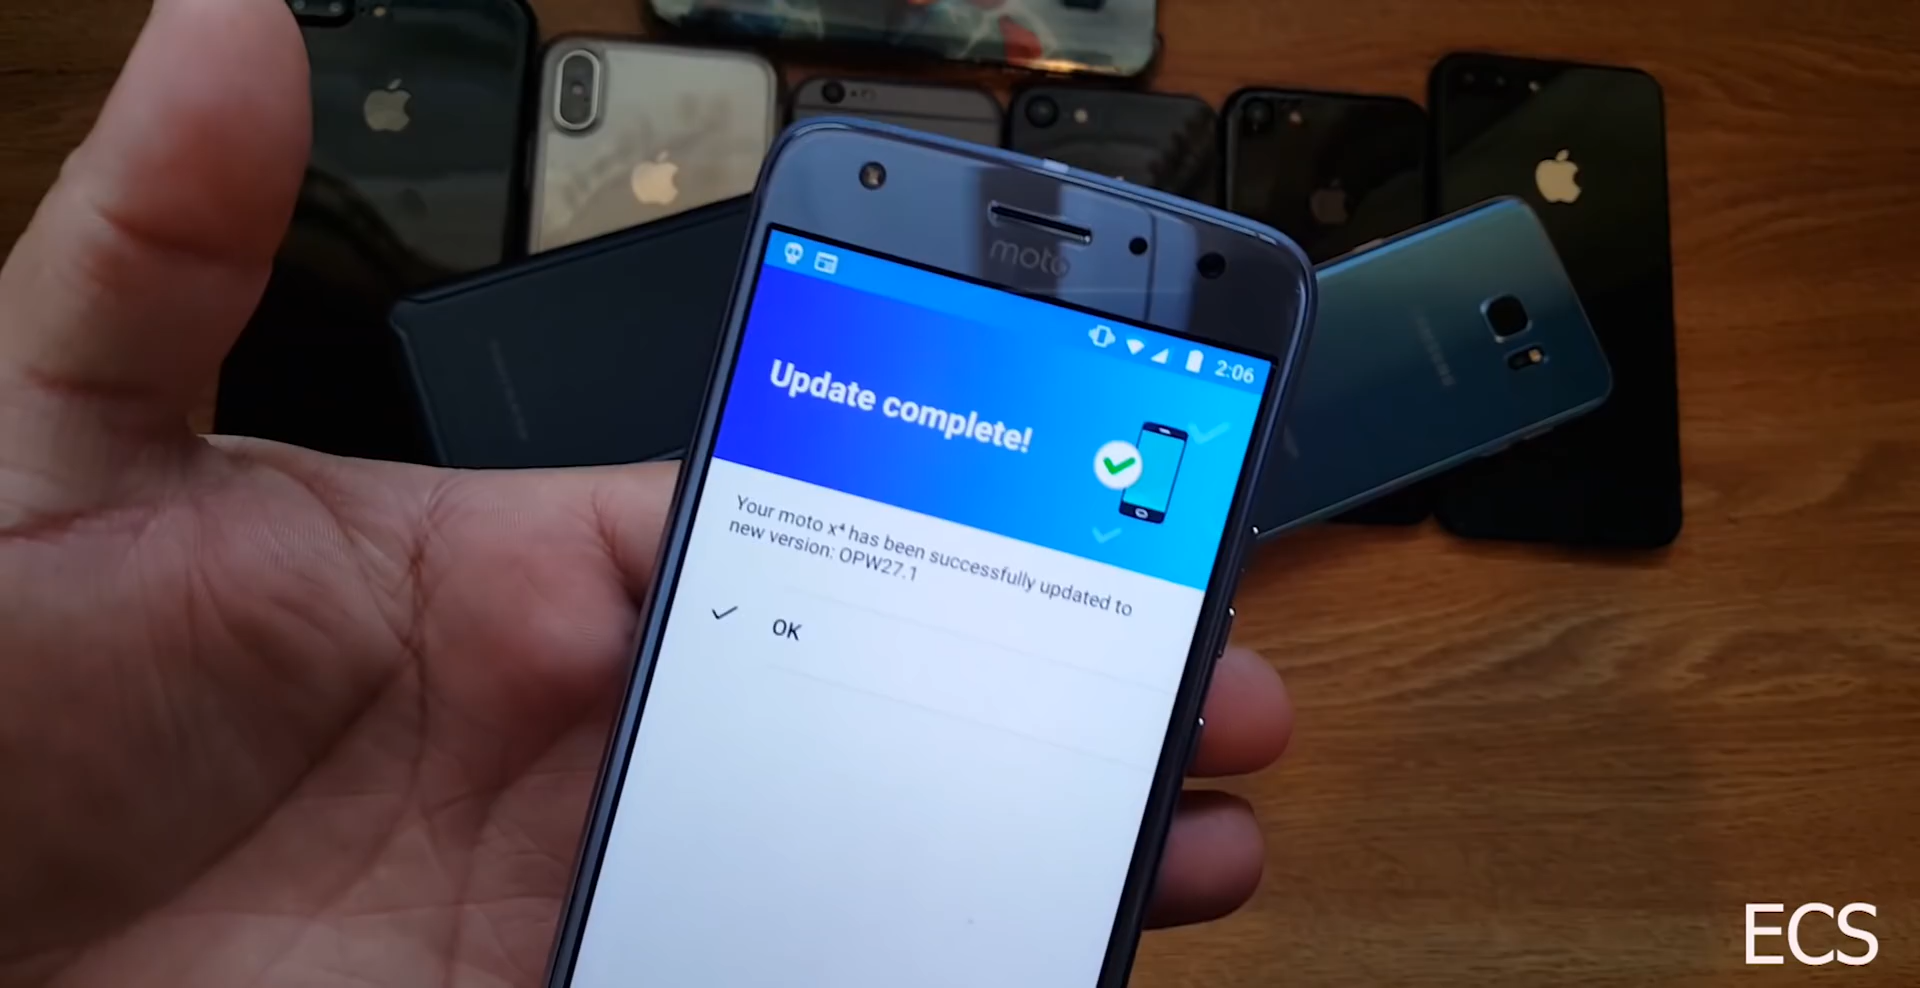 moto
2:06
Update complete!
Your moto x⁴ has been successfully updated to
new version: OPW27.1
OK
SAMSUNG
ECS